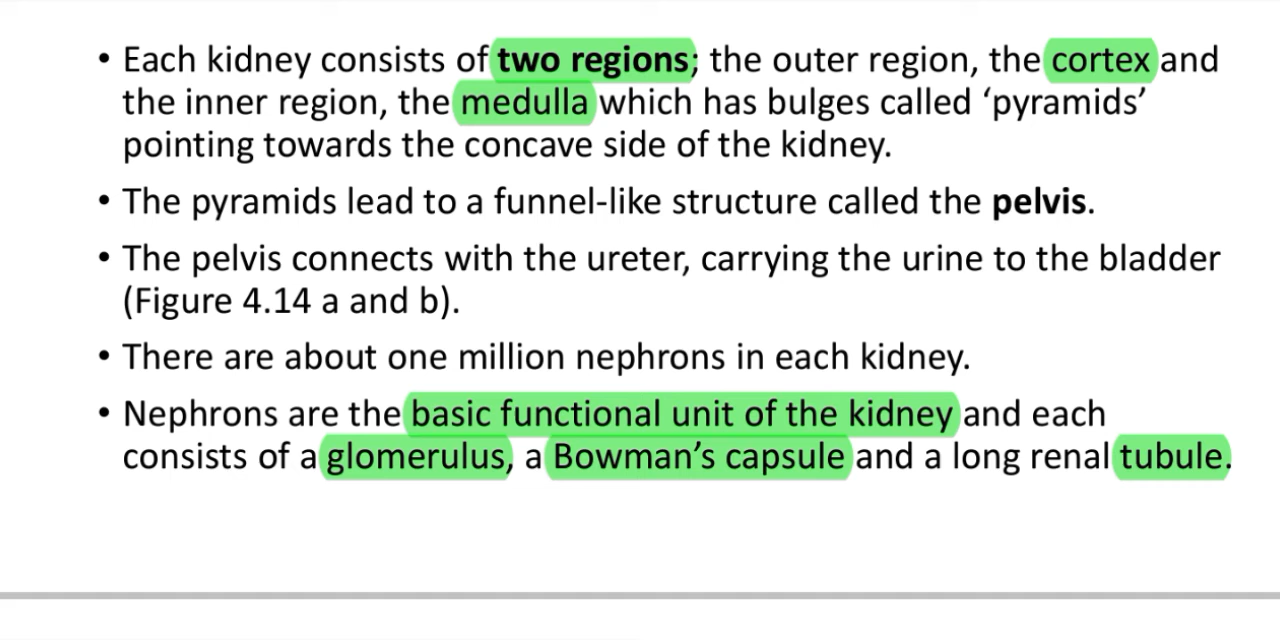 • Each kidney consists of two regions; the outer region, the cortex and
the inner region, the medulla which has bulges called ‘pyramids’
pointing towards the concave side of the kidney.
• The pyramids lead to a funnel-like structure called the pelvis.
• The pelvis connects with the ureter, carrying the urine to the bladder
(Figure 4.14 a and b).
• There are about one million nephrons in each kidney.
• Nephrons are the basic functional unit of the kidney and each
consists of a glomerulus, a Bowman’s capsule and a long renal tubule.